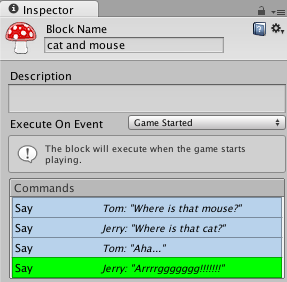 Inspector
Block Name
cat and mouse
Description
Execute On Event Game Started
The block will execute when the game starts
playing.
Commands
Say Tom: "Where is that mouse?"
Say Jerry: "Where is that cat?"
Say Tom: "Aha..."
Say Jerry: "Arrrrggggggg!!!!!!!"